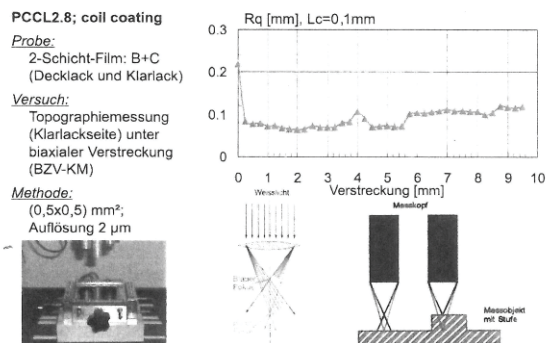 PCCL2.8; coil coating
Probe:
2-Schicht-Film: B+C
(Decklack und Klarlack)
Versuch:
Topographiemessung
(Klarlackseite) unter
biaxialer Verstreckung
(BZV-KM)
Methode:
(0,5x0,5) mm²;
Auflösung 2 µm
Rq [mm], Lc=0,1mm
0.3
0.2
0.1
0
0 1 2 3 4 5 6 7 8 9 10
Verstreckung [mm]
Weisslicht
Messkopf
Messobjekt
mit Stufe